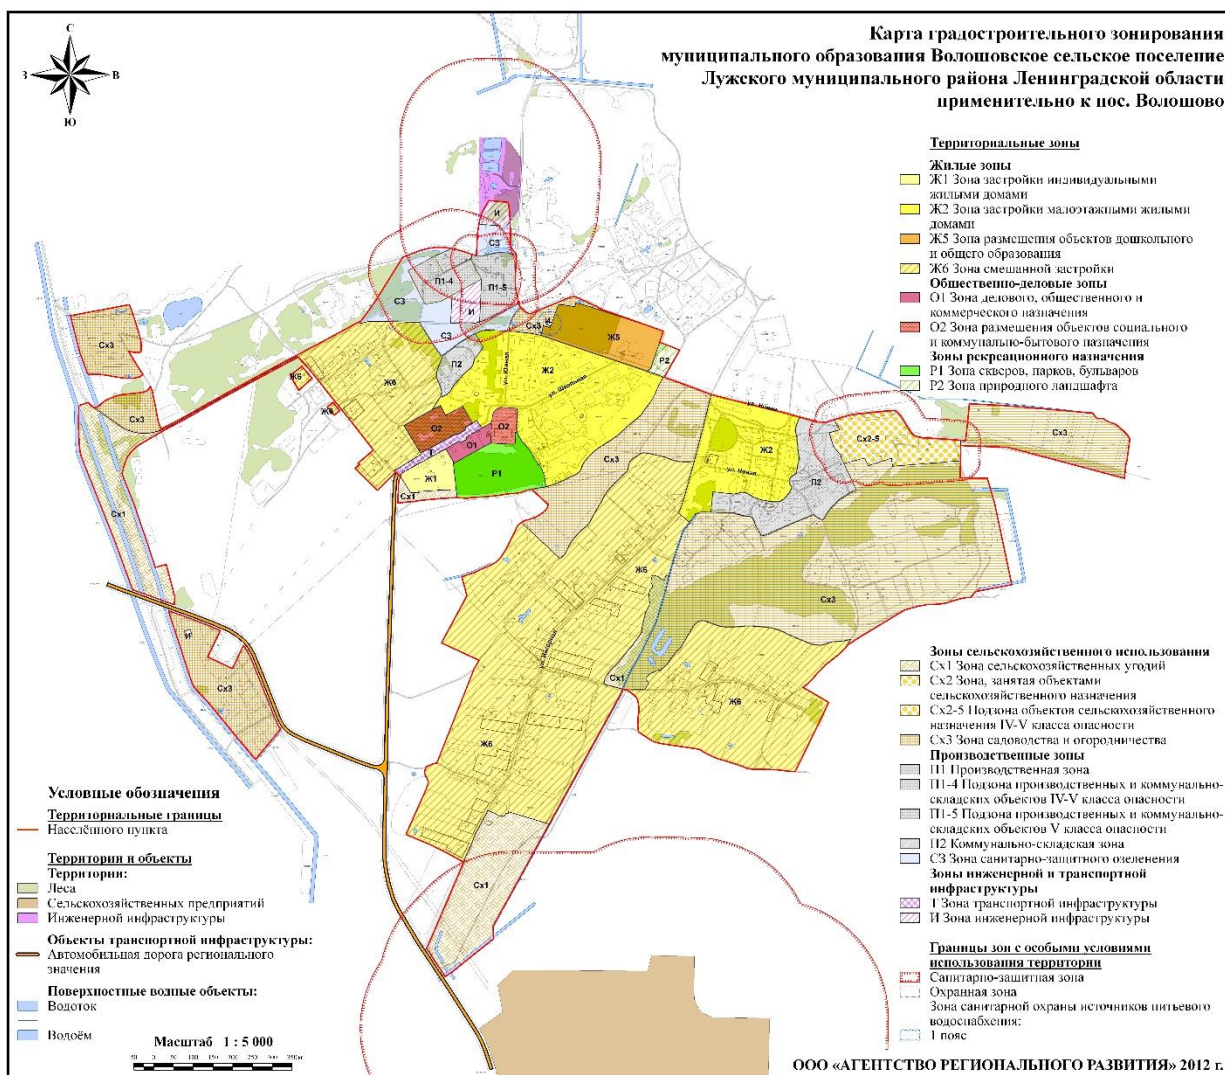 Карта градостроительного зонирования
муниципального образования Волошовское сельское поселение
Лужского муниципального района Ленинградской области
применительно к пос. Волошово
С
З
В
Ю
Территориальные зоны
Жилые зоны
Ж1 Зона застройки индивидуальными
жилыми домами
Ж2 Зона застройки малоэтажными жилыми
домами
Ж5 Зона размещения объектов дошкольного
и общего образования
Ж6 Зона смешанной застройки
Общественно-деловые зоны
О1 Зона делового, общественного и
коммерческого назначения
О2 Зона размещения объектов социального
и коммунально-бытового назначения
Зоны рекреационного назначения
Р1 Зона скверов, парков, бульваров
Р2 Зона природного ландшафта
И
СЗ
П1-4
П1-5
СЗ
И
СЗ
Сх3
И
Ж5
Р2
Сх3
П2
Ж2
ул. Южная
ул. Школьная
Ж6
Ж6
Ж6
Сх3
О2
О2
О1
Т
Р1
Ж1
Сх1
Сх3
Ж2
П2
Сх2-5
Сх3
Сх1
Ж6
Сх3
Сх1
И
Сх3
Ж6
Ж6
Сх1
Зоны сельскохозяйственного использования
Сх1 Зона сельскохозяйственных угодий
Сх2 Зона, занятая объектами
сельскохозяйственного назначения
Сх2-5 Подзона объектов сельскохозяйственного
назначения IV-V класса опасности
Сх3 Зона садоводства и огородничества
Производственные зоны
П1 Производственная зона
П1-4 Подзона производственных и коммунально-
складских объектов IV-V класса опасности
П1-5 Подзона производственных и коммунально-
складских объектов V класса опасности
П2 Коммунально-складская зона
СЗ Зона санитарно-защитного озеленения
Зоны инженерной и транспортной
инфраструктуры
Т Зона транспортной инфраструктуры
И Зона инженерной инфраструктуры
Границы зон с особыми условиями
использования территории
Санитарно-защитная зона
Охранная зона
Зона санитарной охраны источников питьевого
водоснабжения:
1 пояс
Условные обозначения
Территориальные границы
Населённого пункта
Территории и объекты
Территории:
Леса
Сельскохозяйственных предприятий
Инженерной инфраструктуры
Объекты транспортной инфраструктуры:
Автомобильная дорога регионального
значения
Поверхностные водные объекты:
Водоток
Водоём
Масштаб 1 : 5 000
50 0 50 100 150 200 250 300 350м
ООО «АГЕНТСТВО РЕГИОНАЛЬНОГО РАЗВИТИЯ» 2012 г.